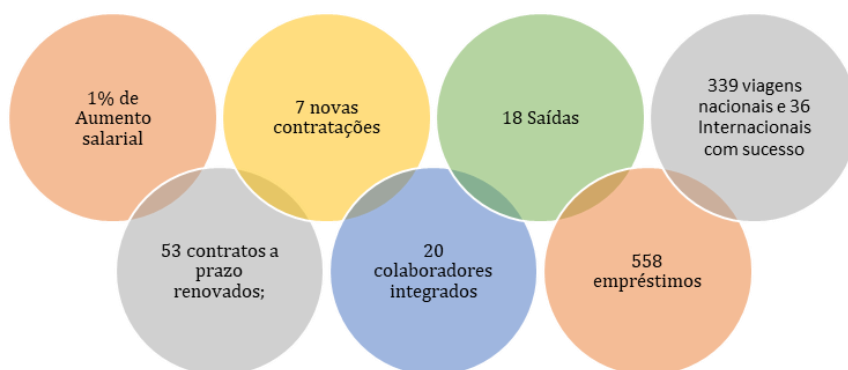 1% de
Aumento
salarial
7 novas
contratações
18 Saídas
339 viagens
nacionais e 36
Internacionais
com sucesso
53 contratos a
prazo
renovados;
20
colaboradores
integrados
558
empréstimos